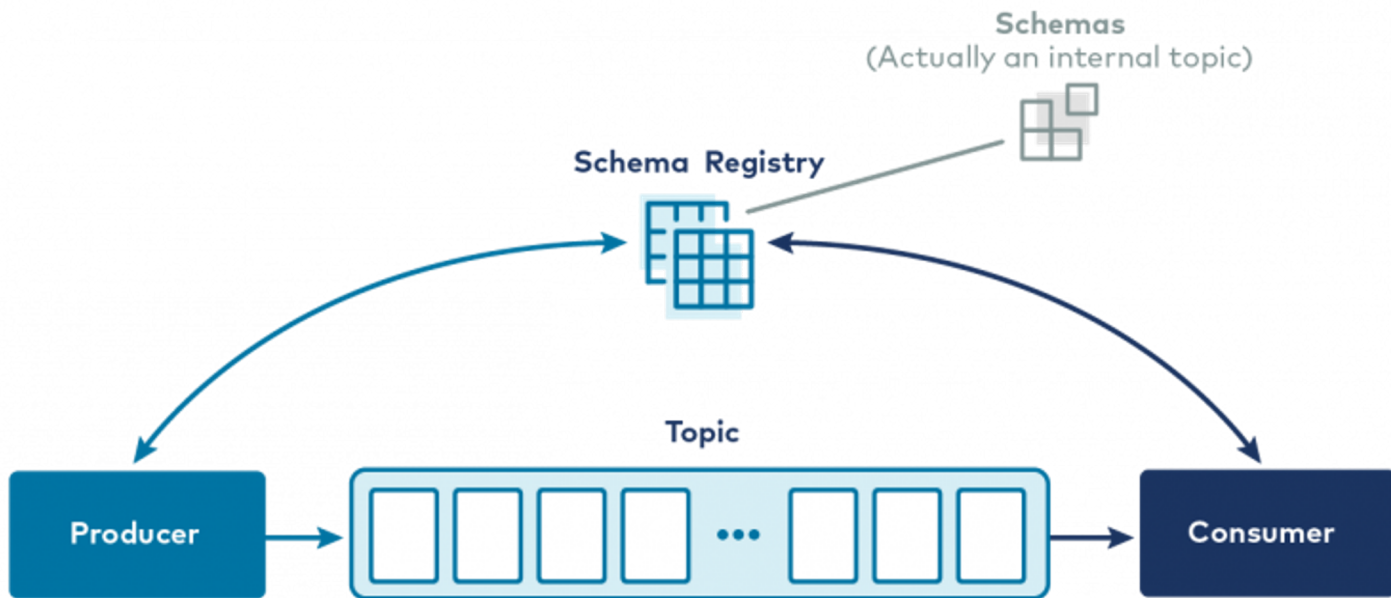 Schemas
(Actually an internal topic)
Schema Registry
Topic
Producer
Consumer